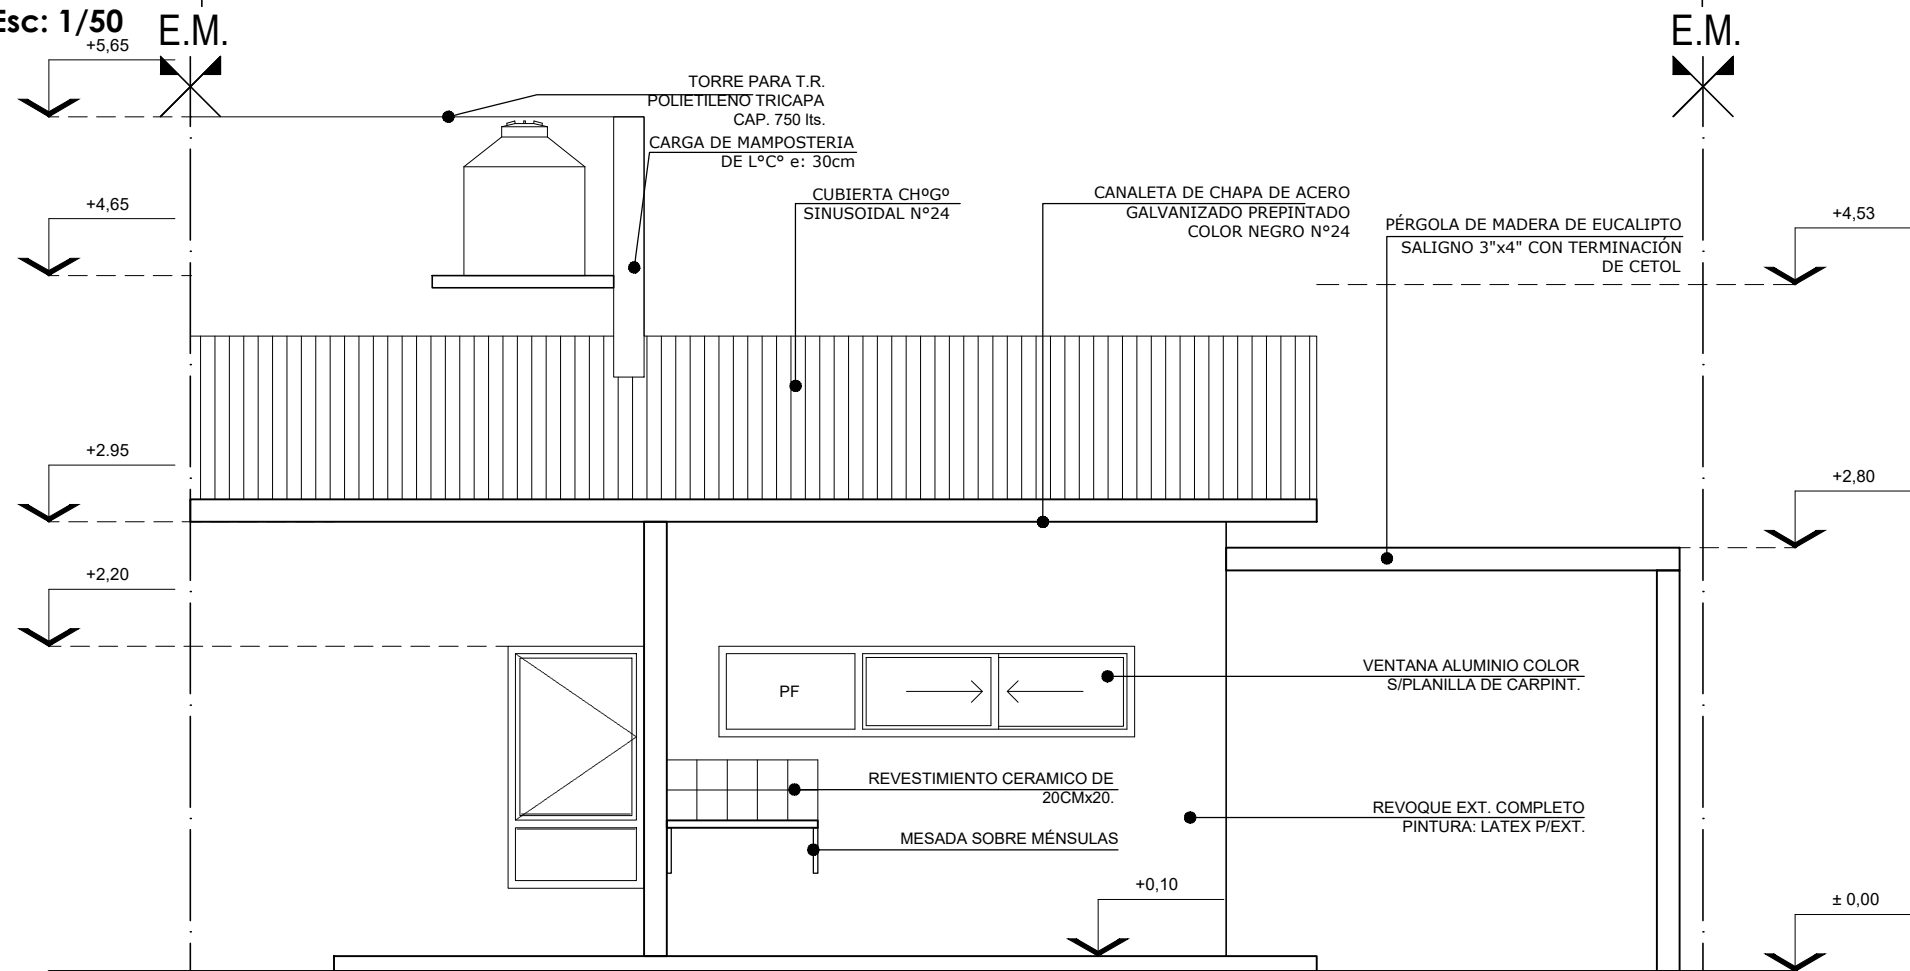 Esc: 1/50
E.M.
E.M.
+5,65
TORRE PARA T.R.
POLIETILENO TRICAPA
CAP. 750 lts.
CARGA DE MAMPOSTERIA
DE L°C° e: 30cm
CUBIERTA CHºGº
SINUSOIDAL N°24
CANALETA DE CHAPA DE ACERO
GALVANIZADO PREPINTADO
COLOR NEGRO N°24
PÉRGOLA DE MADERA DE EUCALIPTO
SALIGNO 3"x4" CON TERMINACIÓN
DE CETOL
+4,65
+4,53
+2.95
+2,80
+2,20
PF
VENTANA ALUMINIO COLOR
S/PLANILLA DE CARPINT.
REVESTIMIENTO CERAMICO DE
20CMx20.
MESADA SOBRE MÉNSULAS
REVOQUE EXT. COMPLETO
PINTURA: LATEX P/EXT.
+0,10
± 0,00